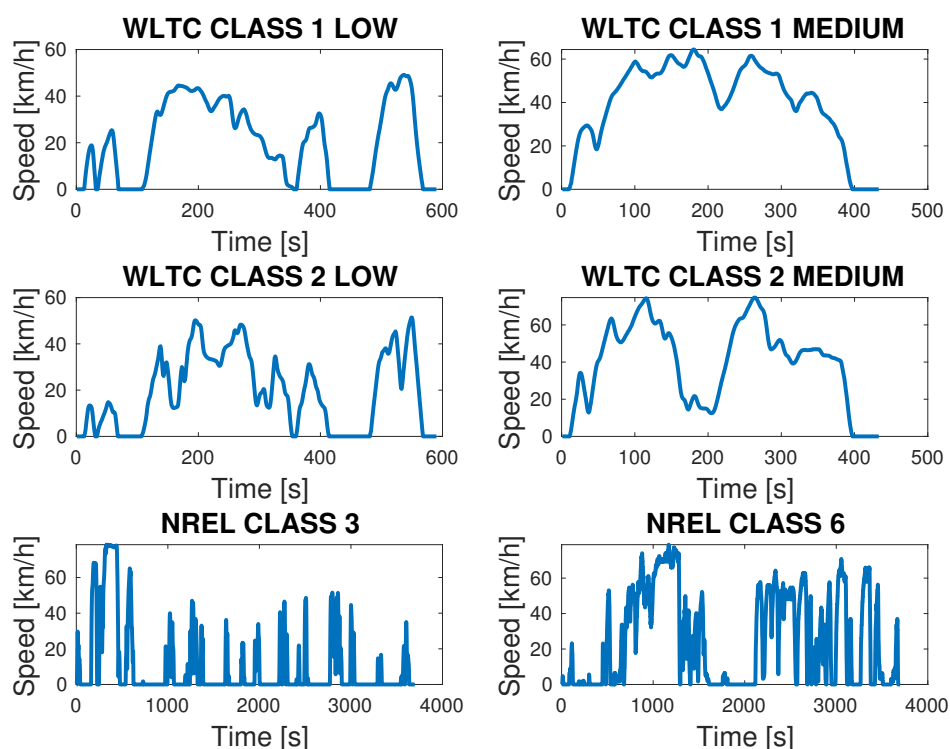 WLTC CLASS 1 LOW
60
40
20
0
Speed [km/h]
0 200 400 600
Time [s]
WLTC CLASS 1 MEDIUM
60
40
20
0
Speed [km/h]
0 100 200 300 400 500
Time [s]
WLTC CLASS 2 LOW
60
40
20
0
Speed [km/h]
0 200 400 600
Time [s]
WLTC CLASS 2 MEDIUM
60
40
20
0
Speed [km/h]
0 100 200 300 400 500
Time [s]
NREL CLASS 3
60
40
20
0
Speed [km/h]
0 1000 2000 3000 4000
Time [s]
NREL CLASS 6
60
40
20
0
Speed [km/h]
0 1000 2000 3000 4000
Time [s]